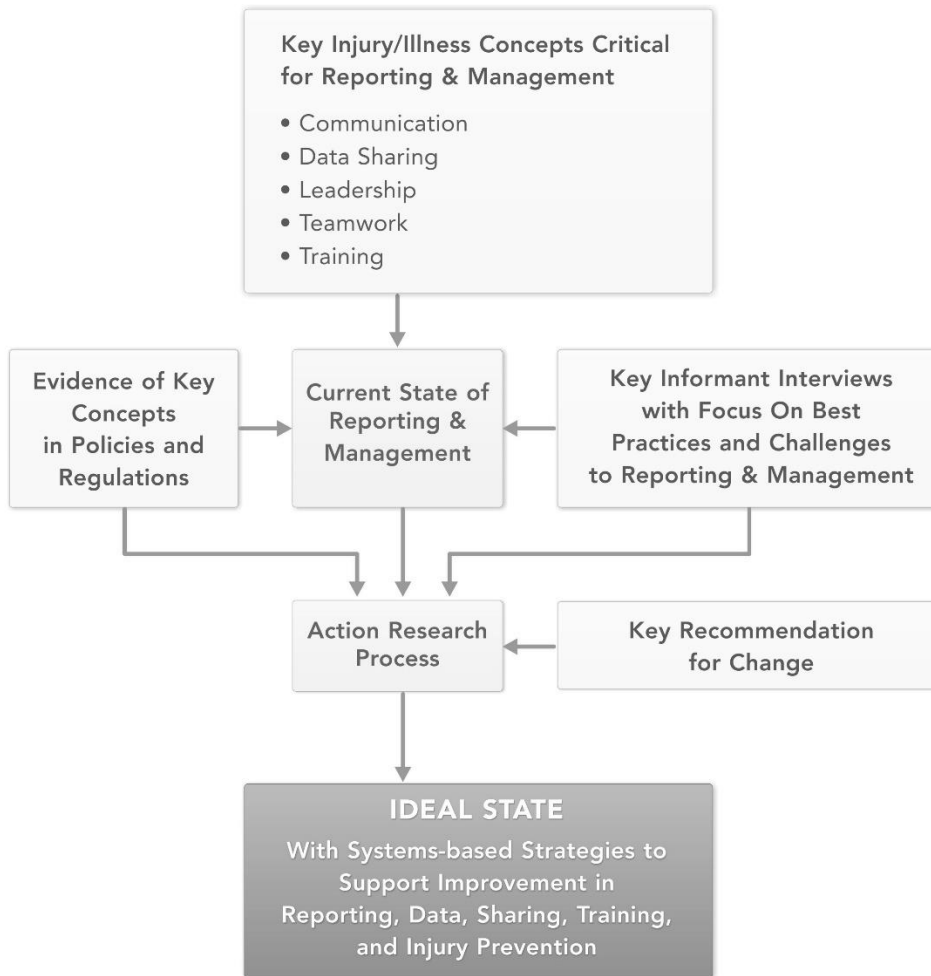 Key Injury/Illness Concepts Critical
for Reporting & Management
• Communication
• Data Sharing
• Leadership
• Teamwork
• Training
Evidence of Key
Concepts
in Policies and
Regulations
Current State of
Reporting &
Management
Key Informant Interviews
with Focus On Best
Practices and Challenges
to Reporting & Management
Action Research
Process
Key Recommendation
for Change
IDEAL STATE
With Systems-based Strategies to
Support Improvement in
Reporting, Data, Sharing, Training,
and Injury Prevention